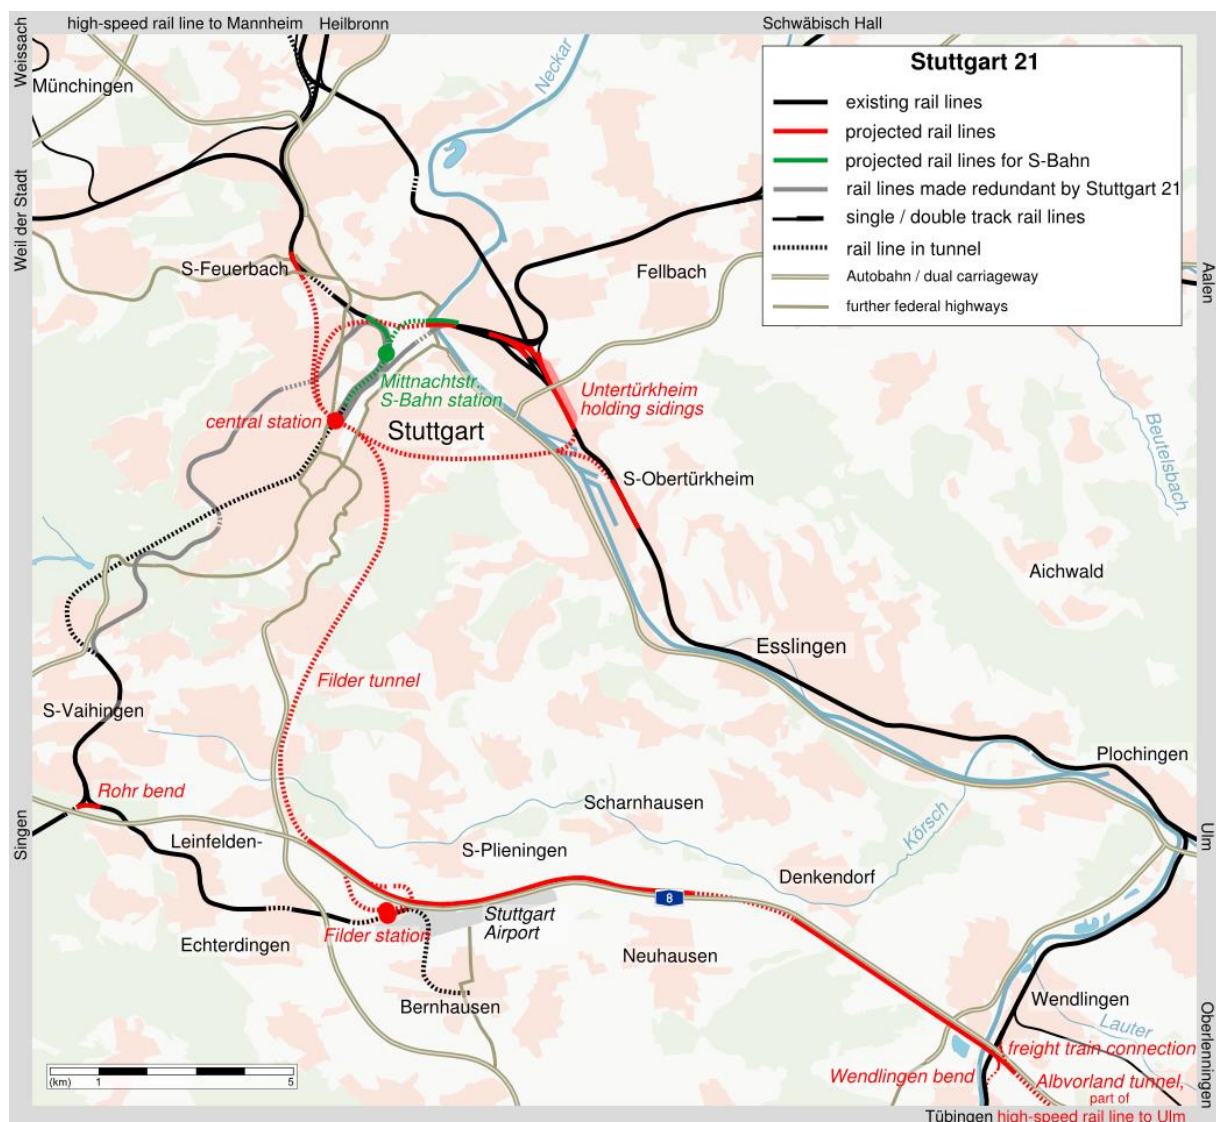 high-speed rail line to Mannheim
Heilbronn
Schwäbisch Hall
Weissach
Münchingen
Weil der Stadt
Singen
Neckar
Stuttgart 21
existing rail lines
projected rail lines
projected rail lines for S-Bahn
rail lines made redundant by Stuttgart 21
single / double track rail lines
rail line in tunnel
Autobahn / dual carriageway
further federal highways
Aalen
S-Feuerbach
Fellbach
Mittnachtstr.
S-Bahn station
Untertürkheim
holding sidings
central station
Stuttgart
S-Obertürkheim
Beutelsbach
Aichwald
Esslingen
Filder tunnel
S-Vaihingen
Plochingen
Rohr bend
Scharnhausen
Körsch
Ulm
Leinfelden-
S-Plieningen
Denkendorf
8
Stuttgart
Airport
Filder station
Echterdingen
Neuhausen
Bernhausen
Wendlingen
Lauter
Oberlenningen
freight train connection
Wendlingen bend
Albvorland tunnel,
part of
Tübingen high-speed rail line to Ulm
(km) 1 5